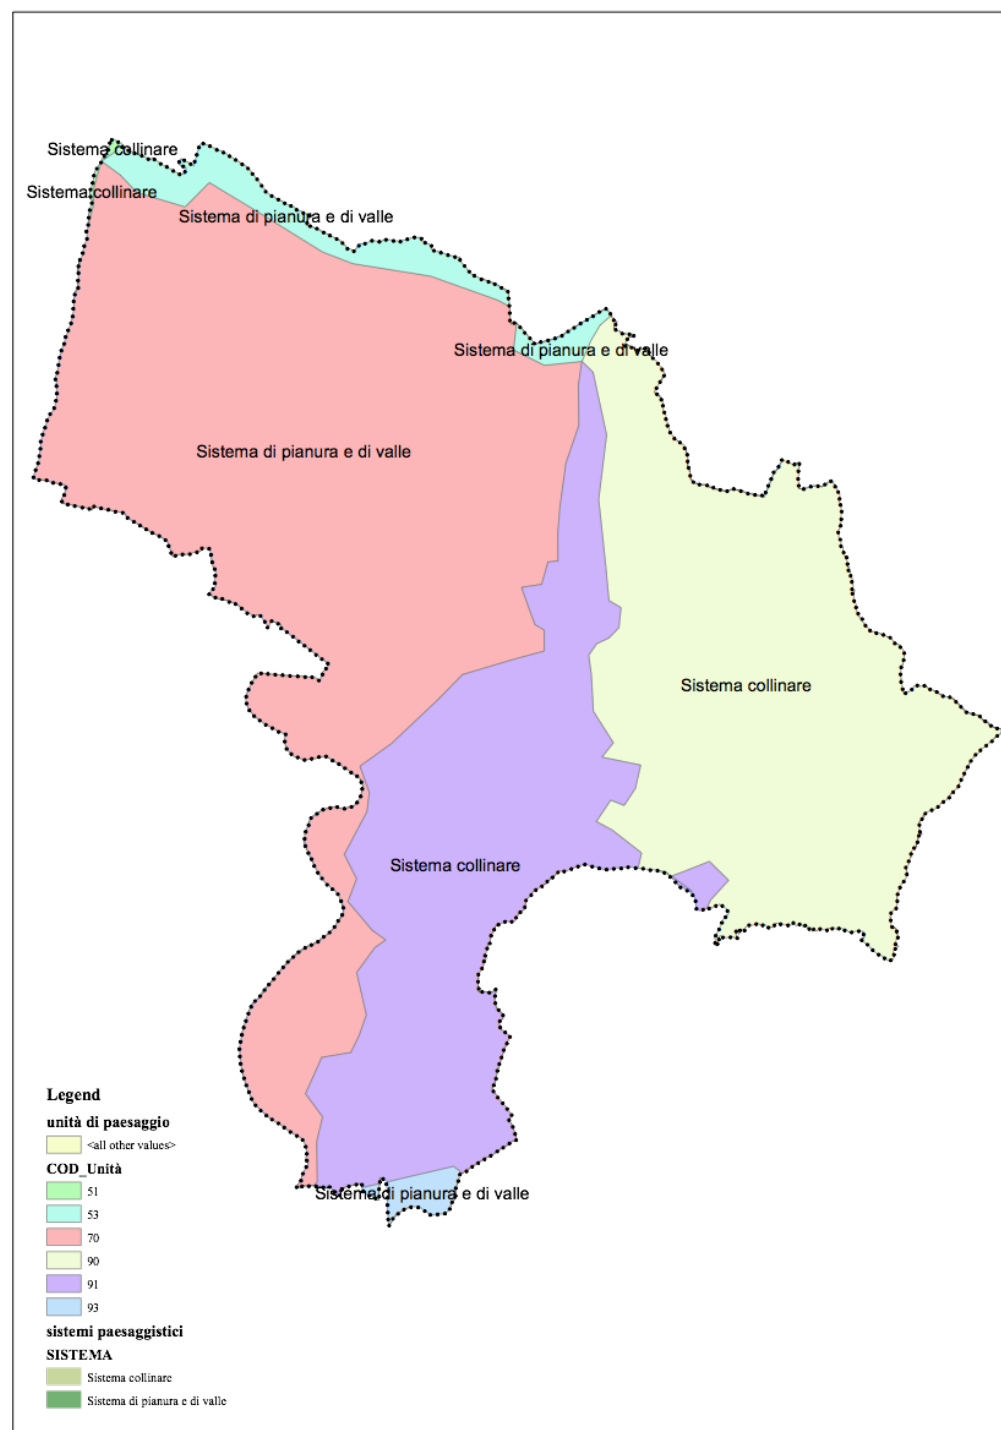 Sistema collinare
Sistema collinare
Sistema di pianura e di valle
Sistema di pianura e di valle
Sistema di pianura e di valle
Sistema collinare
Sistema collinare
Sistema di pianura e di valle
Legend
unità di paesaggio
<all other values>
COD_Unità
51
53
70
90
91
93
sistemi paesaggistici
SISTEMA
Sistema collinare
Sistema di pianura e di valle